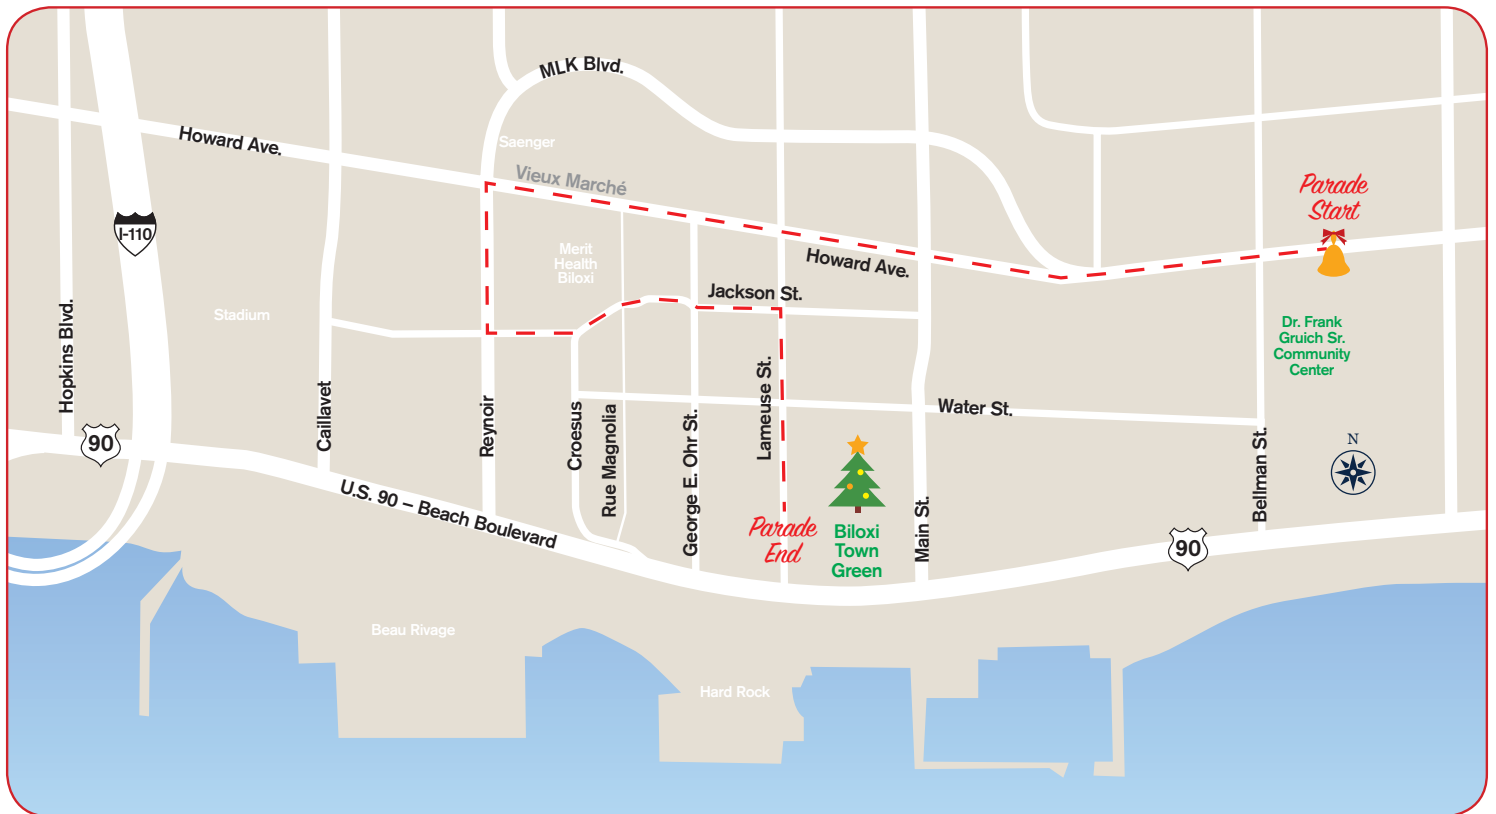 MLK Blvd.
Howard Ave.
Saenger
Vieux Marché
Parade
Start
I-110
Merit
Health
Biloxi
Howard Ave.
Jackson St.
Stadium
Dr. Frank
Gruich Sr.
Community
Center
Hopkins Blvd.
Caillavet
Reynoir
Croesus
Rue Magnolia
George E. Ohr St.
Lameuse St.
Water St.
Main St.
Bellman St.
N
90
U.S. 90 – Beach Boulevard
Parade
End
Biloxi
Town
Green
90
Beau Rivage
Hard Rock